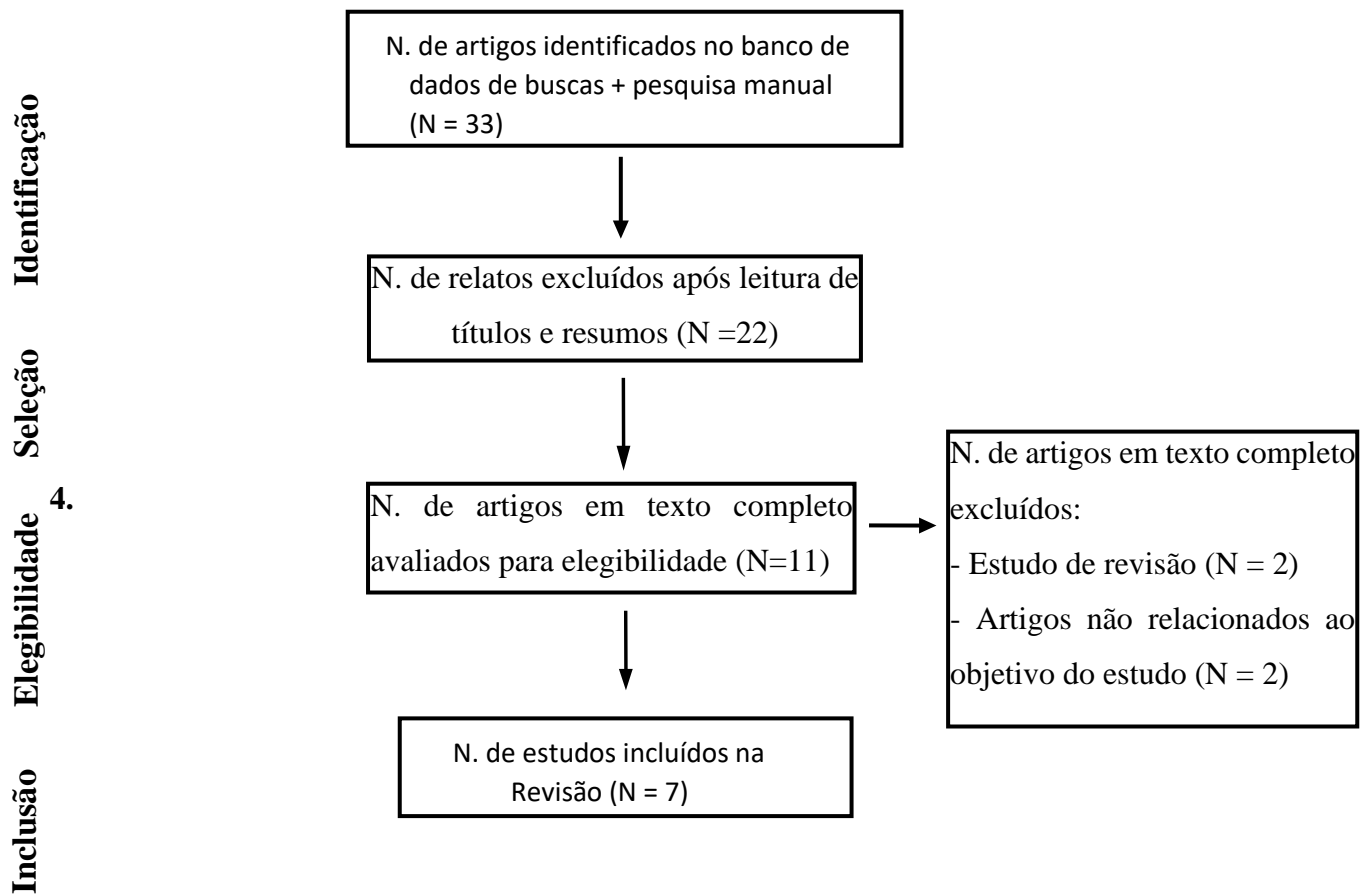 Identificação
N. de artigos identificados no banco de
dados de buscas + pesquisa manual
(N = 33)
Seleção
N. de relatos excluídos após leitura de
títulos e resumos (N =22)
Elegibilidade
4.
N. de artigos em texto completo
avaliados para elegibilidade (N=11)
N. de artigos em texto completo
excluídos:
- Estudo de revisão (N = 2)
- Artigos não relacionados ao
objetivo do estudo (N = 2)
Inclusão
N. de estudos incluídos na
Revisão (N = 7)